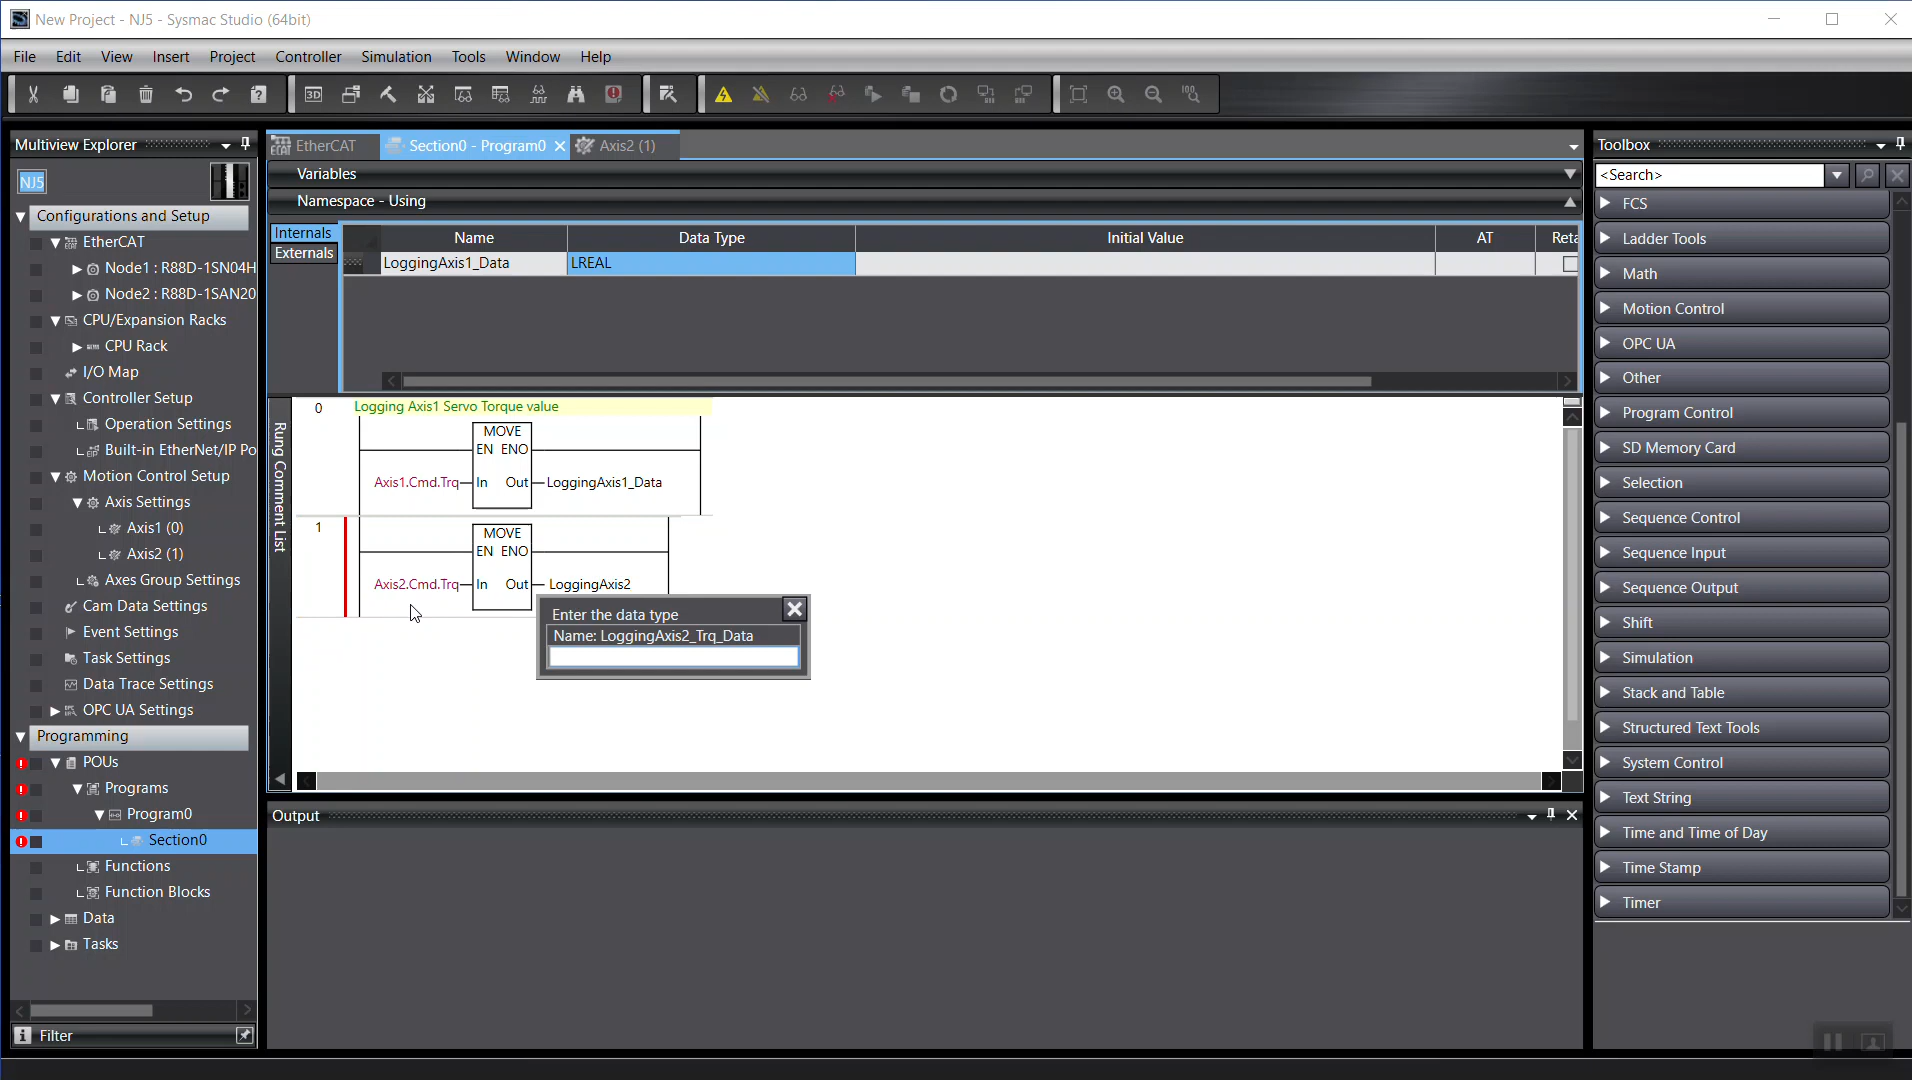 New Project - NJ5 - Sysmac Studio (64bit)
File Edit View Insert Project Controller Simulation Tools Window Help
3D
100
Multiview Explorer
NJ5
Configurations and Setup
EtherCAT
Node1 : R88D-1SN04H
Node2 : R88D-1SAN20
CPU/Expansion Racks
CPU Rack
I/O Map
Controller Setup
Operation Settings
Built-in EtherNet/IP Po
Motion Control Setup
Axis Settings
Axis1 (0)
Axis2 (1)
Axes Group Settings
Cam Data Settings
Event Settings
Task Settings
Data Trace Settings
OPC UA Settings
Programming
POUs
Programs
Program0
Section0
Functions
Function Blocks
Data
Tasks
Filter
EtherCAT
Section0 - Program0
Axis2 (1)
Variables
Namespace - Using
Internals
Externals
Name Data Type Initial Value AT Reta
LoggingAxis1_Data LREAL
Rung Comment List
0
Logging Axis1 Servo Torque value
MOVE
EN ENO
Axis1.Cmd.Trq In Out LoggingAxis1_Data
1
MOVE
EN ENO
Axis2.Cmd.Trq In Out LoggingAxis2
Enter the data type
Name: LoggingAxis2_Trq_Data
Output
Toolbox
<Search>
FCS
Ladder Tools
Math
Motion Control
OPC UA
Other
Program Control
SD Memory Card
Selection
Sequence Control
Sequence Input
Sequence Output
Shift
Simulation
Stack and Table
Structured Text Tools
System Control
Text String
Time and Time of Day
Time Stamp
Timer